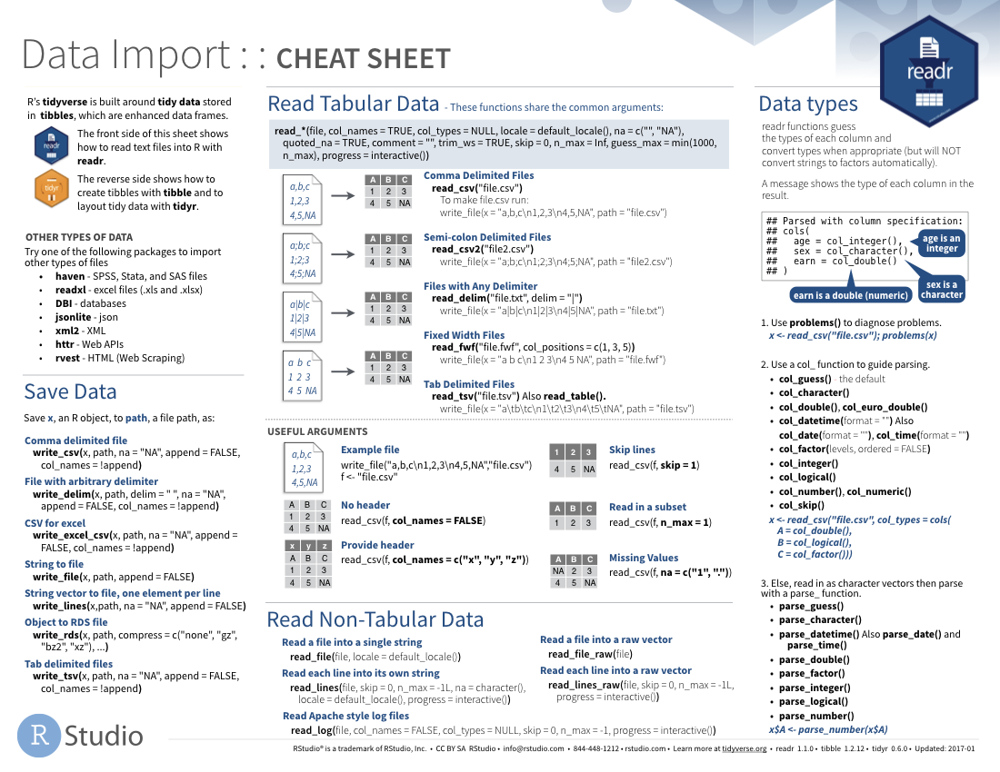 Data Import : : CHEAT SHEET
readr
R's tidyverse is built around tidy data stored
in tibbles, which are enhanced data frames.
readr
The front side of this sheet shows
how to read text files into R with
readr.
tidyr
The reverse side shows how to
create tibbles with tibble and to
layout tidy data with tidyr.
OTHER TYPES OF DATA
Try one of the following packages to import
other types of files
• haven - SPSS, Stata, and SAS files
• readxl - excel files (.xls and .xlsx)
• DBI - databases
• jsonlite - json
• xml2 - XML
• httr - Web APIs
• rvest - HTML (Web Scraping)
Save Data
Save x, an R object, to path, a file path, as:
Comma delimited file
write_csv(x, path, na = "NA", append = FALSE,
col_names = !append)
File with arbitrary delimiter
write_delim(x, path, delim = " ", na = "NA",
append = FALSE, col_names = !append)
CSV for excel
write_excel_csv(x, path, na = "NA", append =
FALSE, col_names = !append)
String to file
write_file(x, path, append = FALSE)
String vector to file, one element per line
write_lines(x,path, na = "NA", append = FALSE)
Object to RDS file
write_rds(x, path, compress = c("none", "gz",
"bz2", "xz"), ...)
Tab delimited files
write_tsv(x, path, na = "NA", append = FALSE,
col_names = !append)
R Studio
Read Tabular Data - These functions share the common arguments:
read_*(file, col_names = TRUE, col_types = NULL, locale = default_locale(), na = c("", "NA"),
quoted_na = TRUE, comment = "", trim_ws = TRUE, skip = 0, n_max = Inf, guess_max = min(1000,
n_max), progress = interactive())
a,b,c
1,2,3
4,5,NA
A B C
1 2 3
4 5 NA
Comma Delimited Files
read_csv("file.csv")
To make file.csv run:
write_file(x = "a,b,c\n1,2,3\n4,5,NA", path = "file.csv")
a;b;c
1;2;3
4;5;NA
A B C
1 2 3
4 5 NA
Semi-colon Delimited Files
read_csv2("file2.csv")
write_file(x = "a;b;c\n1;2;3\n4;5;NA", path = "file2.csv")
a|b|c
1|2|3
4|5|NA
A B C
1 2 3
4 5 NA
Files with Any Delimiter
read_delim("file.txt", delim = "|")
write_file(x = "a|b|c\n1|2|3\n4|5|NA", path = "file.txt")
a b c
1 2 3
4 5 NA
A B C
1 2 3
4 5 NA
Fixed Width Files
read_fwf("file.fwf", col_positions = c(1, 3, 5))
write_file(x = "a b c\n1 2 3\n4 5 NA", path = "file.fwf")
Tab Delimited Files
read_tsv("file.tsv") Also read_table().
write_file(x = "a\tb\tc\n1\t2\t3\n4\t5\tNA", path = "file.tsv")
USEFUL ARGUMENTS
a,b,c
1,2,3
4,5,NA
Example file
write_file("a,b,c\n1,2,3\n4,5,NA","file.csv")
f <- "file.csv"
A B C
1 2 3
4 5 NA
No header
read_csv(f, col_names = FALSE)
x y z
A B C
1 2 3
4 5 NA
Provide header
read_csv(f, col_names = c("x", "y", "z"))
1 2 3
4 5 NA
Skip lines
read_csv(f, skip = 1)
A B C
1 2 3
Read in a subset
read_csv(f, n_max = 1)
A B C
NA 2 3
4 5 NA
Missing Values
read_csv(f, na = c("1", "."))
Read Non-Tabular Data
Read a file into a single string
read_file(file, locale = default_locale())
Read each line into its own string
read_lines(file, skip = 0, n_max = -1L, na = character(),
locale = default_locale(), progress = interactive())
Read a file into a raw vector
read_file_raw(file)
Read each line into a raw vector
read_lines_raw(file, skip = 0, n_max = -1L,
progress = interactive())
Read Apache style log files
read_log(file, col_names = FALSE, col_types = NULL, skip = 0, n_max = -1, progress = interactive())
Data types
readr functions guess
the types of each column and
convert types when appropriate (but will NOT
convert strings to factors automatically).
A message shows the type of each column in the
result.
## Parsed with column specification:
## cols(
##   age = col_integer(),
##   sex = col_character(),
##   earn = col_double()
## )
age is an
integer
earn is a double (numeric)
sex is a
character
1. Use problems() to diagnose problems.
x <- read_csv("file.csv"); problems(x)
2. Use a col_ function to guide parsing.
• col_guess() - the default
• col_character()
• col_double(), col_euro_double()
• col_datetime(format = "") Also
col_date(format = ""), col_time(format = "")
• col_factor(levels, ordered = FALSE)
• col_integer()
• col_logical()
• col_number(), col_numeric()
• col_skip()
x <- read_csv("file.csv", col_types = cols(
A = col_double(),
B = col_logical(),
C = col_factor()))
3. Else, read in as character vectors then parse
with a parse_ function.
• parse_guess()
• parse_character()
• parse_datetime() Also parse_date() and
parse_time()
• parse_double()
• parse_factor()
• parse_integer()
• parse_logical()
• parse_number()
x$A <- parse_number(x$A)
RStudio® is a trademark of RStudio, Inc. • CC BY SA RStudio • info@rstudio.com • 844-448-1212 • rstudio.com • Learn more at tidyverse.org • readr 1.1.0 • tibble 1.2.12 • tidyr 0.6.0 • Updated: 2017-01